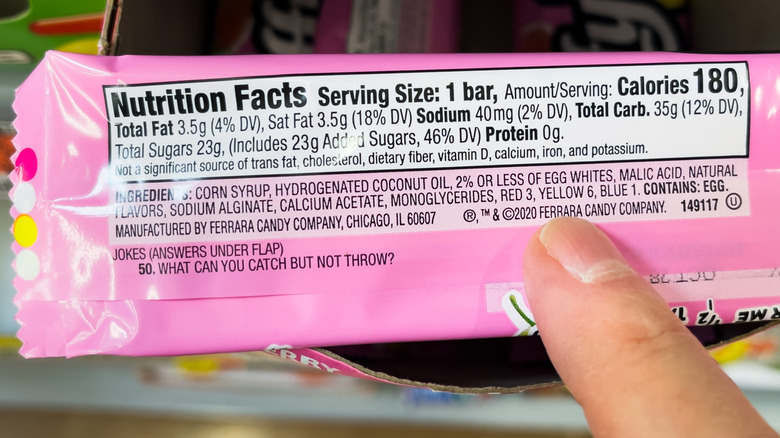 Nutrition Facts Serving Size: 1 bar, Amount/Serving: Calories 180,
Total Fat 3.5g (4% DV), Sat Fat 3.5g (18% DV) Sodium 40mg (2% DV), Total Carb. 35g (12% DV),
Total Sugars 23g, (Includes 23g Added Sugars, 46% DV) Protein 0g.
Not a significant source of trans fat, cholesterol, dietary fiber, vitamin D, calcium, iron, and potassium.
INGREDIENTS: CORN SYRUP, HYDROGENATED COCONUT OIL, 2% OR LESS OF EGG WHITES, MALIC ACID, NATURAL
FLAVORS, SODIUM ALGINATE, CALCIUM ACETATE, MONOGLYCERIDES, RED 3, YELLOW 6, BLUE 1. CONTAINS: EGG.
MANUFACTURED BY FERRARA CANDY COMPANY, CHICAGO, IL 60607 ®, ™ & ©2020 FERRARA CANDY COMPANY. 149117 Ⓤ
JOKES (ANSWERS UNDER FLAP)
50. WHAT CAN YOU CATCH BUT NOT THROW?